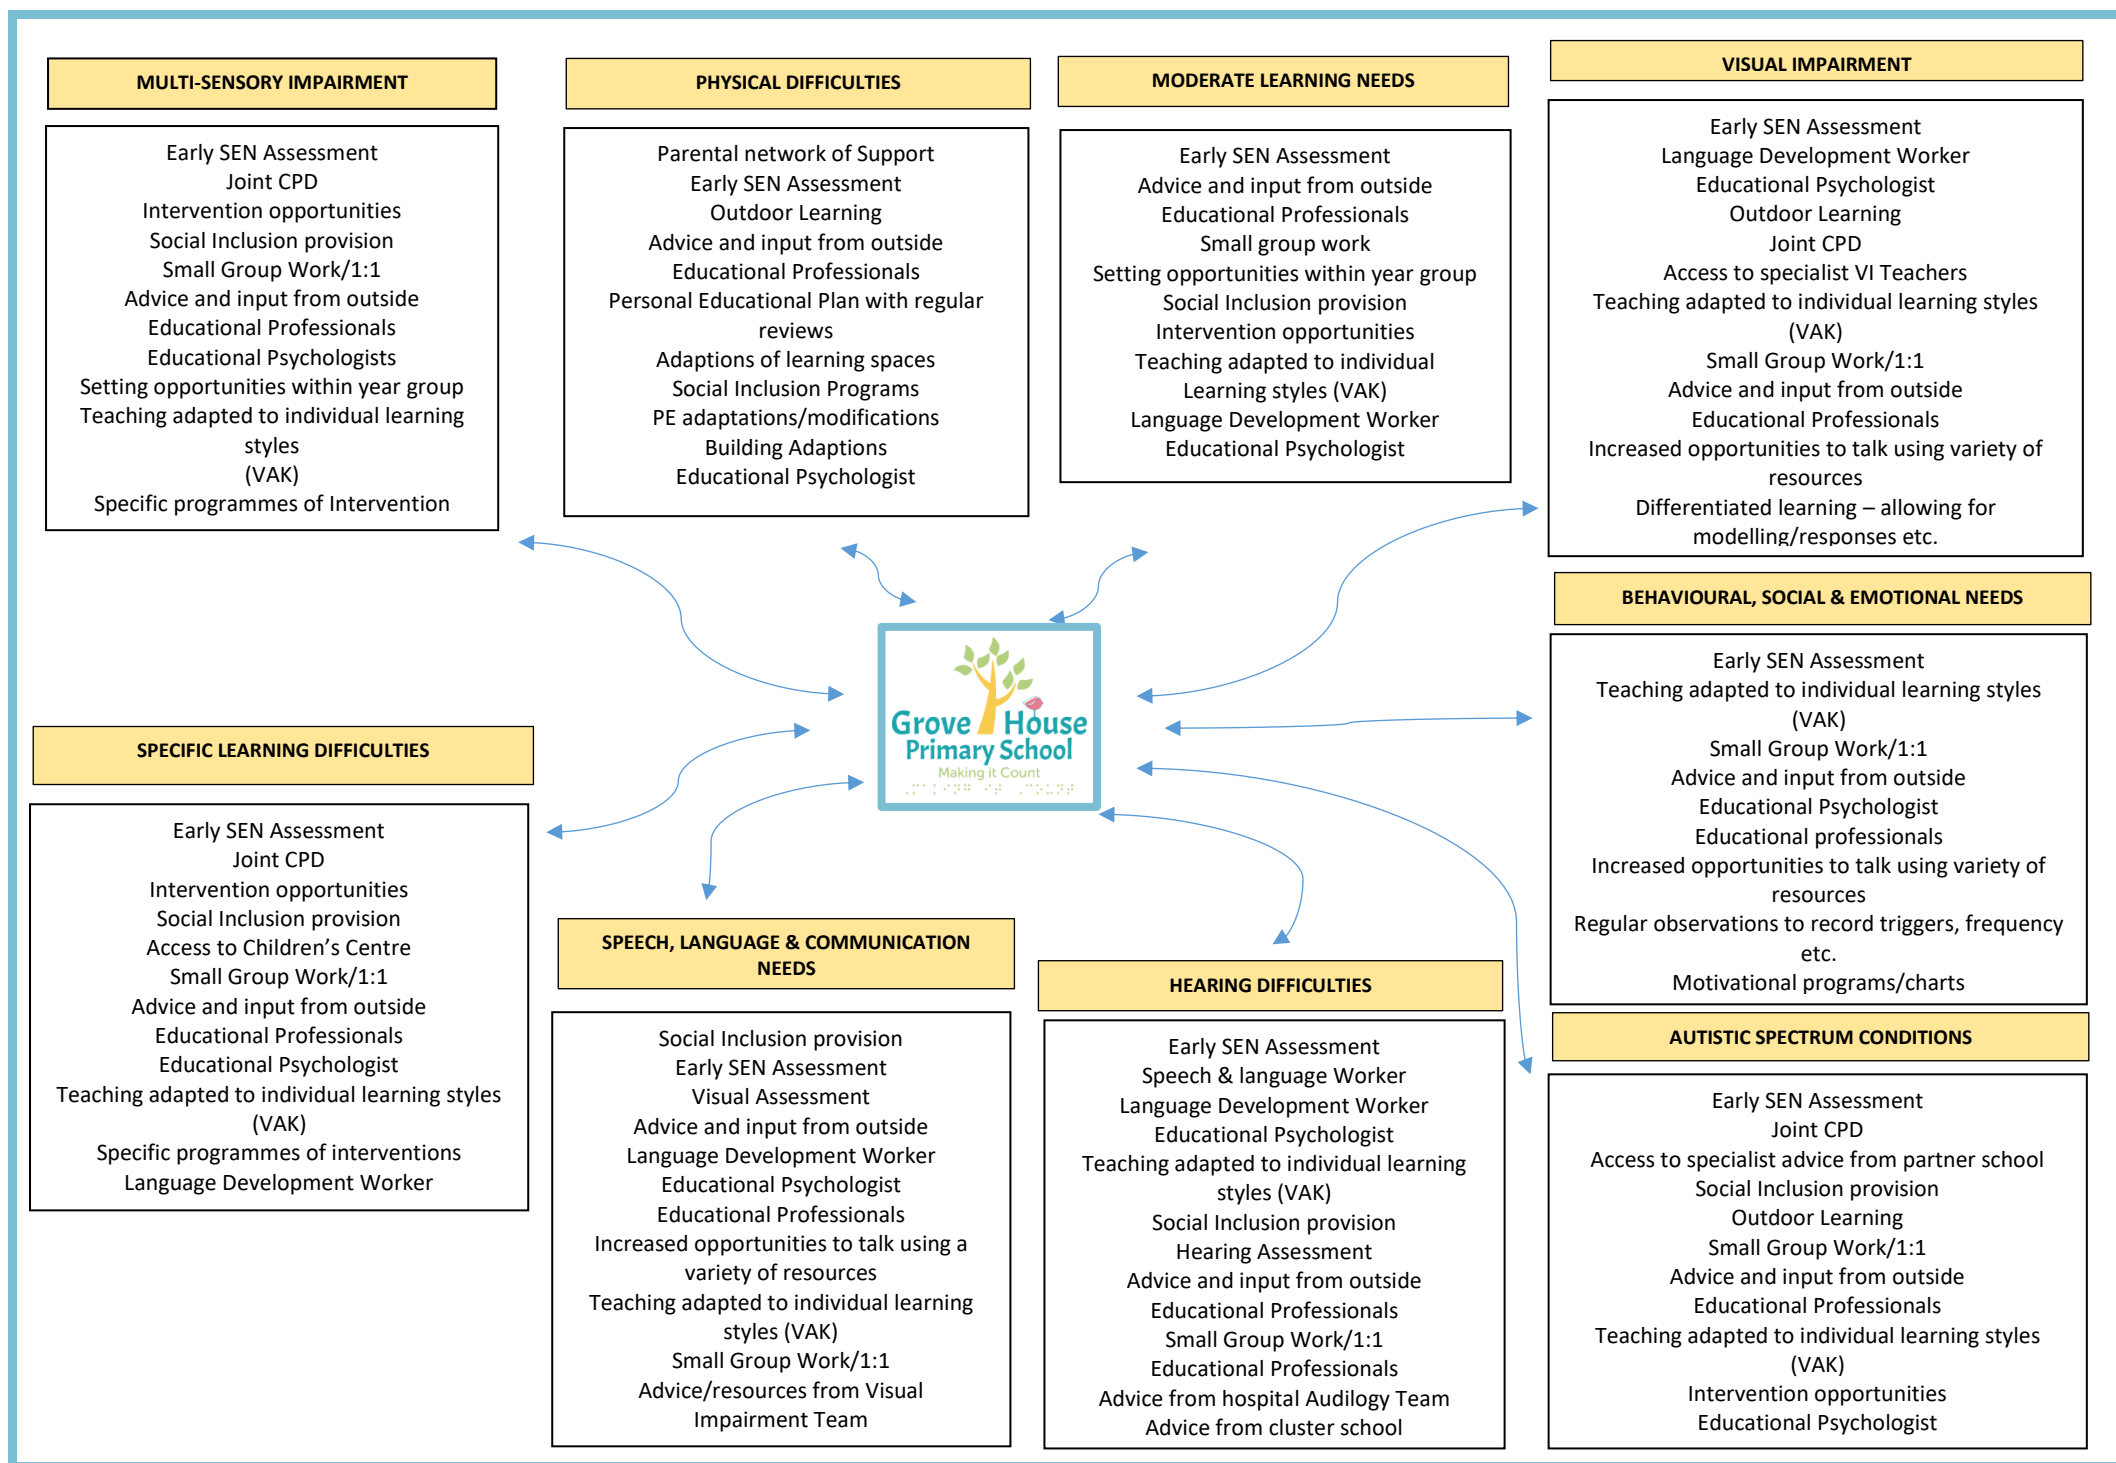 MULTI-SENSORY IMPAIRMENT
Early SEN Assessment
Joint CPD
Intervention opportunities
Social Inclusion provision
Small Group Work/1:1
Advice and input from outside
Educational Professionals
Educational Psychologists
Setting opportunities within year group
Teaching adapted to individual learning
styles
(VAK)
Specific programmes of Intervention
PHYSICAL DIFFICULTIES
Parental network of Support
Early SEN Assessment
Outdoor Learning
Advice and input from outside
Educational Professionals
Personal Educational Plan with regular
reviews
Adaptions of learning spaces
Social Inclusion Programs
PE adaptations/modifications
Building Adaptions
Educational Psychologist
MODERATE LEARNING NEEDS
Early SEN Assessment
Advice and input from outside
Educational Professionals
Small group work
Setting opportunities within year group
Social Inclusion provision
Intervention opportunities
Teaching adapted to individual
Learning styles (VAK)
Language Development Worker
Educational Psychologist
VISUAL IMPAIRMENT
Early SEN Assessment
Language Development Worker
Educational Psychologist
Outdoor Learning
Joint CPD
Access to specialist VI Teachers
Teaching adapted to individual learning styles
(VAK)
Small Group Work/1:1
Advice and input from outside
Educational Professionals
Increased opportunities to talk using variety of
resources
Differentiated learning – allowing for
modelling/responses etc.
Grove House
Primary School
Making it Count
BEHAVIOURAL, SOCIAL & EMOTIONAL NEEDS
Early SEN Assessment
Teaching adapted to individual learning styles
(VAK)
Small Group Work/1:1
Advice and input from outside
Educational Psychologist
Educational professionals
Increased opportunities to talk using variety of
resources
Regular observations to record triggers, frequency
etc.
Motivational programs/charts
SPECIFIC LEARNING DIFFICULTIES
Early SEN Assessment
Joint CPD
Intervention opportunities
Social Inclusion provision
Access to Children’s Centre
Small Group Work/1:1
Advice and input from outside
Educational Professionals
Educational Psychologist
Teaching adapted to individual learning styles
(VAK)
Specific programmes of interventions
Language Development Worker
SPEECH, LANGUAGE & COMMUNICATION
NEEDS
Social Inclusion provision
Early SEN Assessment
Visual Assessment
Advice and input from outside
Language Development Worker
Educational Psychologist
Educational Professionals
Increased opportunities to talk using a
variety of resources
Teaching adapted to individual learning
styles (VAK)
Small Group Work/1:1
Advice/resources from Visual
Impairment Team
HEARING DIFFICULTIES
Early SEN Assessment
Speech & language Worker
Language Development Worker
Educational Psychologist
Teaching adapted to individual learning
styles (VAK)
Social Inclusion provision
Hearing Assessment
Advice and input from outside
Educational Professionals
Small Group Work/1:1
Educational Professionals
Advice from hospital Audilogy Team
Advice from cluster school
AUTISTIC SPECTRUM CONDITIONS
Early SEN Assessment
Joint CPD
Access to specialist advice from partner school
Social Inclusion provision
Outdoor Learning
Small Group Work/1:1
Advice and input from outside
Educational Professionals
Teaching adapted to individual learning styles
(VAK)
Intervention opportunities
Educational Psychologist